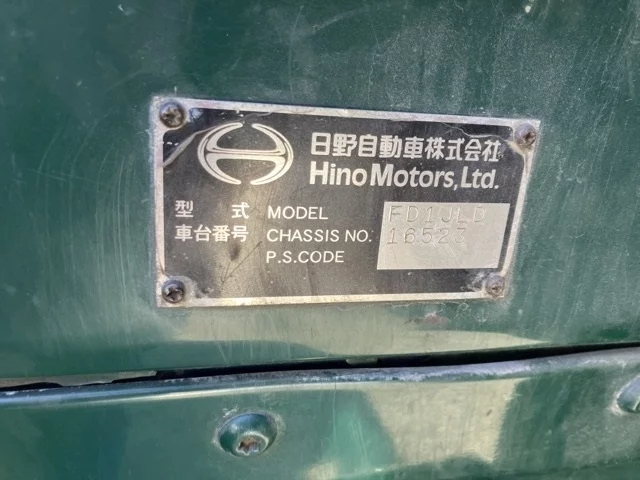 日野自動車株式会社
Hino Motors, Ltd.
型 式 MODEL FD1JLD
車台番号 CHASSIS NO. 16523
P.S.CODE